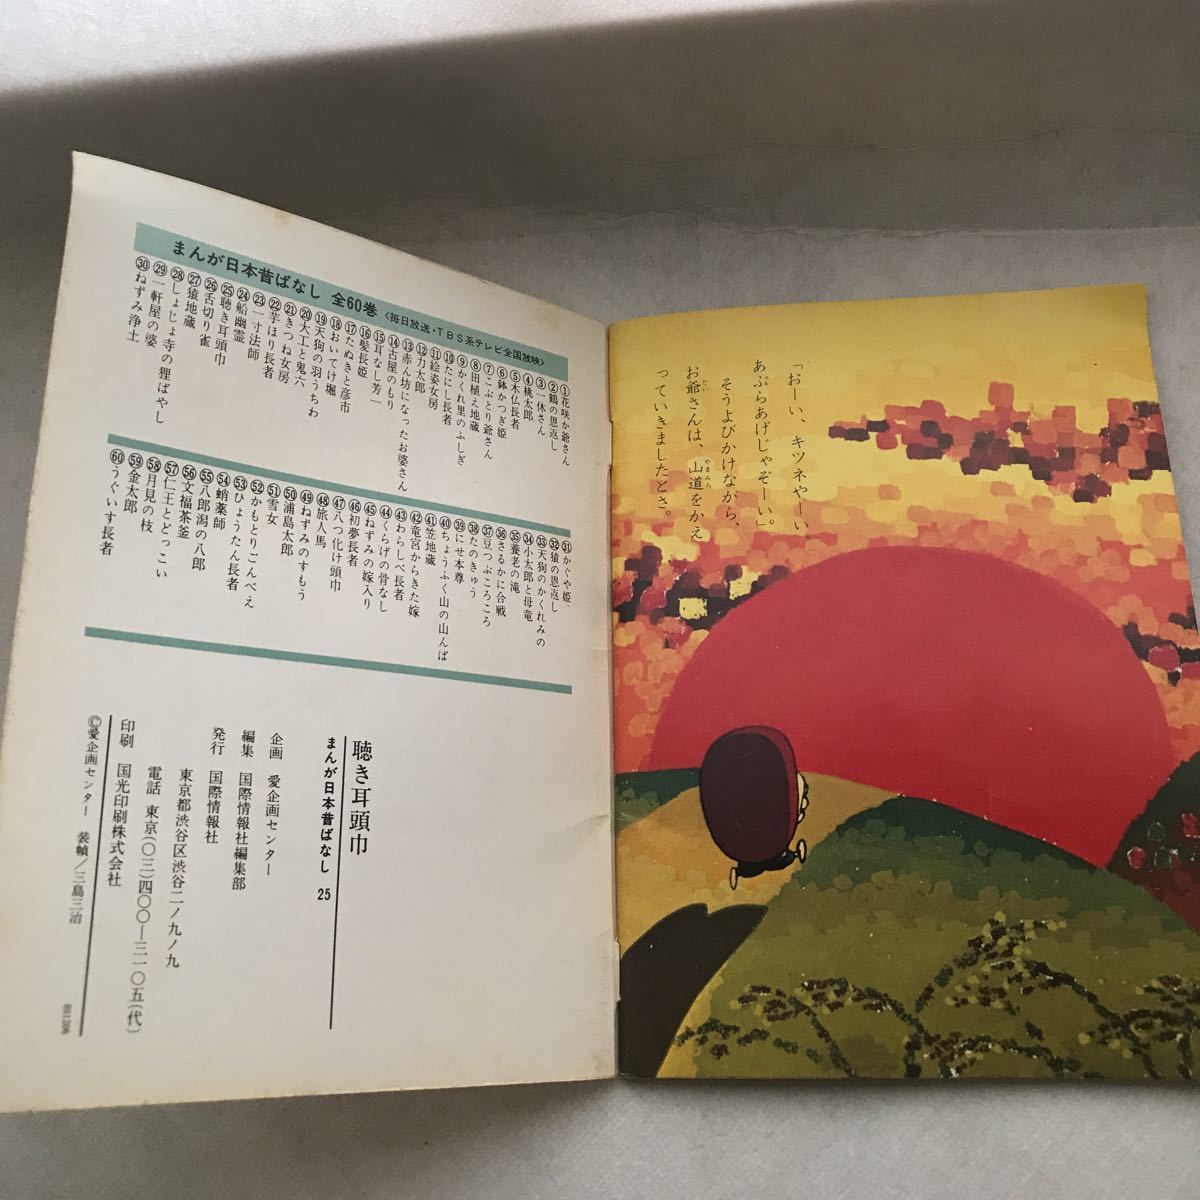 「おーい、キツネやーい。
あぶらあげじゃぞーい」。
そうよびかけながら、
お爺さんは、山道をかえ
じい
やまみち
っていきましたとさ。
まんが日本昔ばなし 全60巻〈毎日放送・TBS系テレビ全国放映〉
①花咲か爺さん
②鶴の恩返し
③一休さん
④桃太郎
⑤木仏長者
⑥鉢かつぎ姫
⑦こぶとり爺さん
⑧田植え地蔵
⑨かくれ里のふしぎ
⑩たにし長者
⑪絵姿女房
⑫力太郎
⑬赤ん坊になったお婆さん
⑭古屋のもり
⑮耳なし芳一
⑯髪長姫
⑰たぬきと彦市
⑱おいてけ堀
⑲天狗の羽うちわ
⑳大工と鬼六
㉑きつね女房
㉒芋ほり長者
㉓一寸法師
㉔船幽霊
㉕聴き耳頭巾
㉖舌切り雀
㉗猿地蔵
㉘しょじょ寺の狸ばやし
㉙一軒屋の婆
㉚ねずみ浄土
㉛かぐや姫
㉜猿の恩返し
㉝天狗のかくれみの
㉞小太郎と母竜
㉟養老の滝
㊱さるかに合戦
㊲豆つぶころころ
㊳たのきゅう
㊴にせ本尊
㊵ちょうふく山の山んば
㊶笠地蔵
㊷竜宮からきた嫁
㊸わらしべ長者
㊹くらげの骨なし
㊺ねずみの嫁入り
㊻初夢長者
㊼八つ化け頭巾
㊽旅人馬
㊾ねずみのすもう
㊿浦島太郎
51雪女
52かもとりごんべえ
53ひょうたん長者
54蛸薬師
55八郎潟の八郎
56文福茶釜
57仁王とどっこい
58月見の枝
59金太郎
60うぐいす長者
聴き耳頭巾
まんが日本昔ばなし 25
企画 愛企画センター
編集 国際情報社編集部
発行 国際情報社
東京都渋谷区渋谷二ノ九ノ九
電話 東京(〇三)四〇〇―三一〇五(代)
印刷 国光印刷株式会社
©愛企画センター 装幀／三島三治